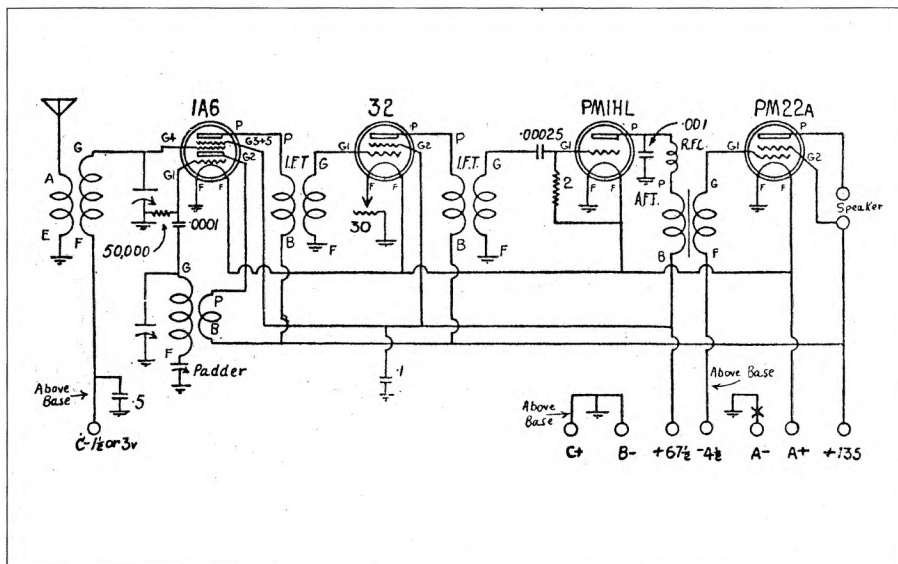 1A6
32
PM1HL
PM22A
G4
P
G3+5
G2
G1
F
F
P
I.F.T
G
B
F
G1
P
G2
F
F
30
P
I.F.T.
G
B
F
.00025
G1
P
F
F
2
.001
R.F.C.
P
A.F.T.
G
B
F
G1
P
G2
F
F
Speaker
A
G
E
F
50,000
.0001
G
P
F
B
Padder
.1
Above
Base
.5
C-1½ or 3v
Above
Base
Above Base
C+
B-
+67½
-4½
A-
A+
+135